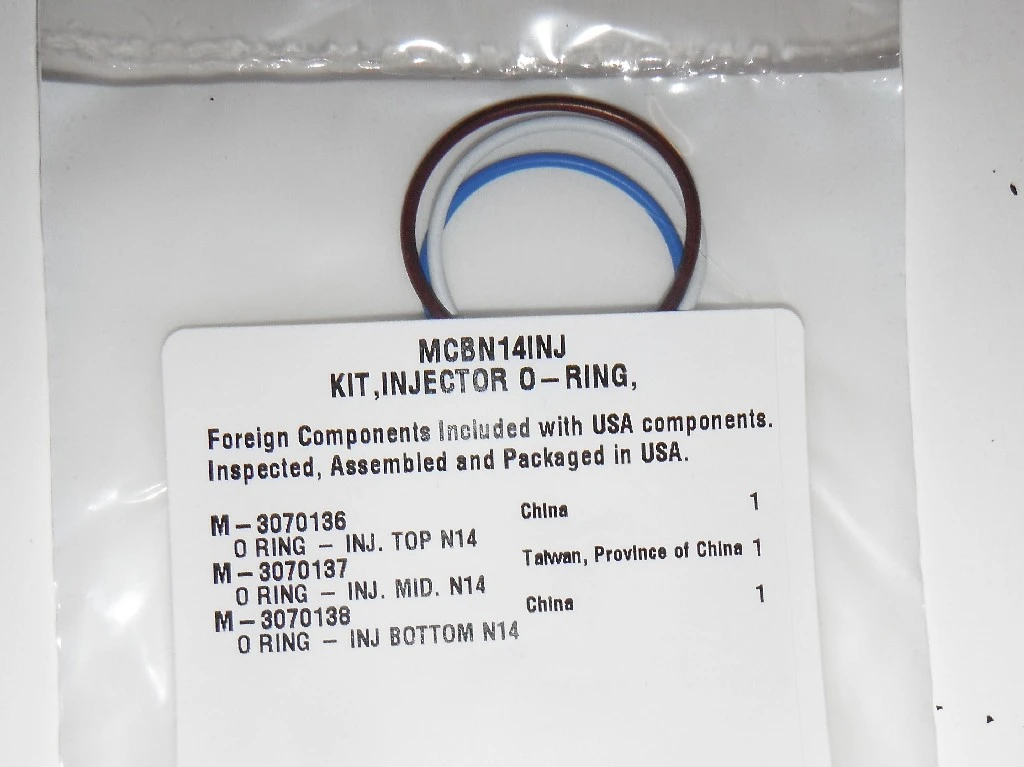 MCBN14INJ
KIT,INJECTOR O-RING,
Foreign Components Included with USA components.
Inspected, Assembled and Packaged in USA.
M-3070136 China 1
O RING - INJ. TOP N14
M-3070137 Taiwan, Province of China 1
O RING - INJ. MID. N14
M-3070138 China 1
O RING - INJ BOTTOM N14